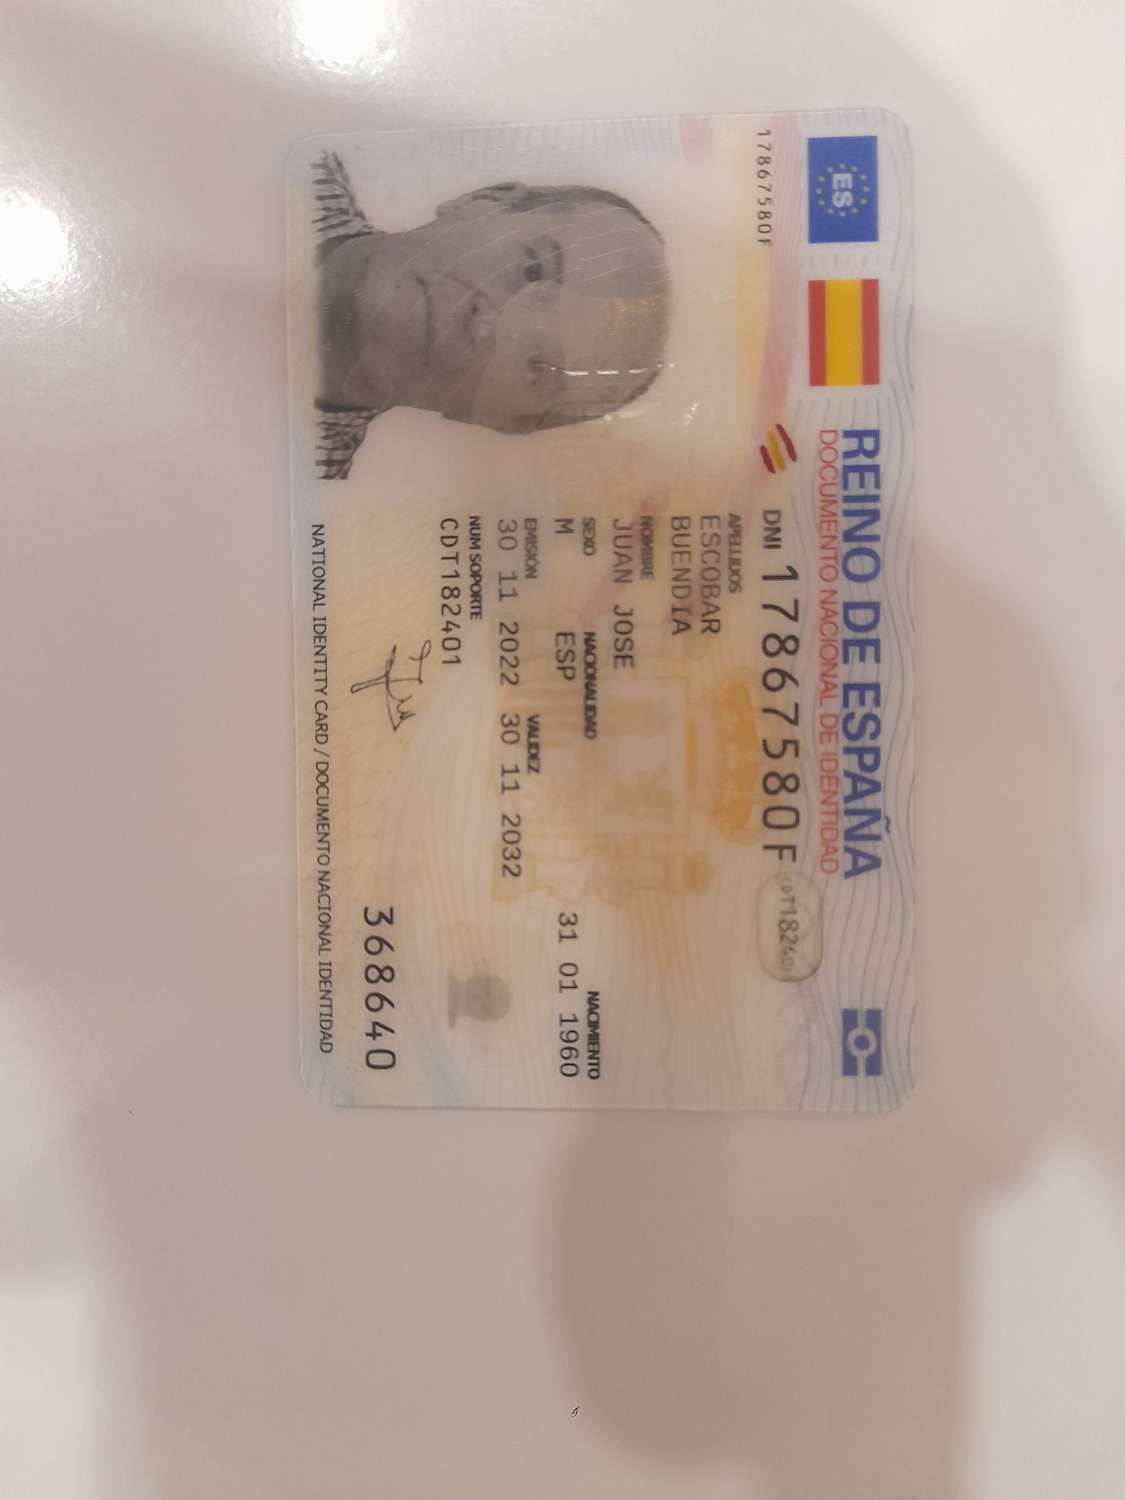 ES
REINO DE ESPAÑA
DOCUMENTO NACIONAL DE IDENTIDAD
17867580F
DNI 17867580F
CDT182401
APELLIDOS
ESCOBAR
BUENDIA
NOMBRE
JUAN JOSE
SEXO NACIONALIDAD NACIMIENTO
M ESP 31 01 1960
EMISIÓN VALIDEZ
30 11 2022 30 11 2032
NUM SOPORTE
CDT182401
368640
NATIONAL IDENTITY CARD / DOCUMENTO NACIONAL IDENTIDAD